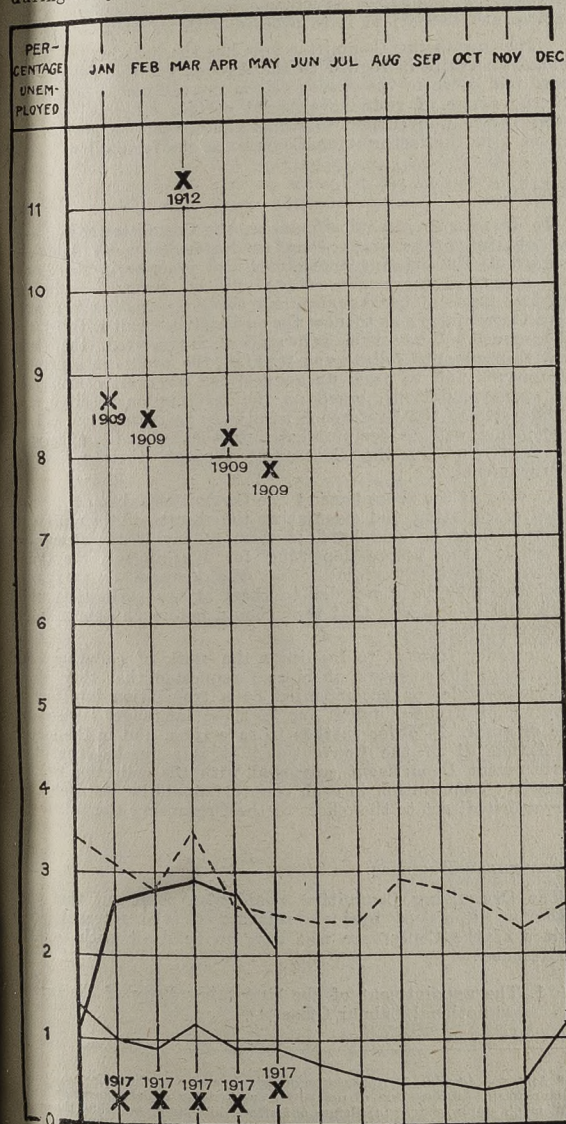 PER-
CENTAGE
UNEM-
PLOYED
JAN FEB MAR APR MAY JUN JUL AUG SEP OCT NOV DEC
X
1912
11
10
9
X
1909
X
1909
X
1909
X
1909
8
7
6
5
4
3
2
1
1917 1917 1917 1917 1917
X X X X X
0